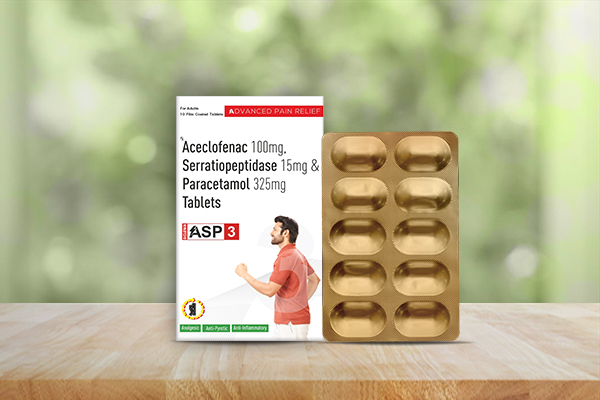 For Adults
10 Film Coated Tablets
ADVANCED PAIN RELIEF
Aceclofenac 100mg,
Serratiopeptidase 15mg &
Paracetamol 325mg
Tablets
ASP 3
Analgesic
Anti-Pyretic
Anti-Inflammatory